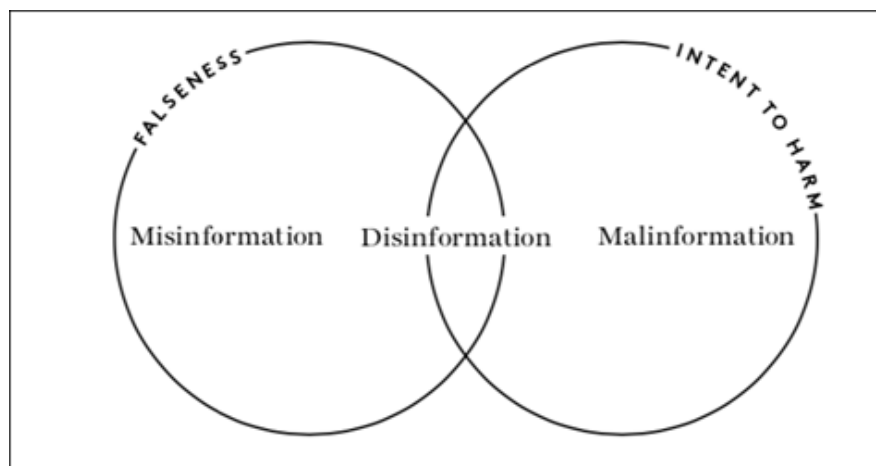 FALSENESS
INTENT TO HARM
Misinformation
Disinformation
Malinformation